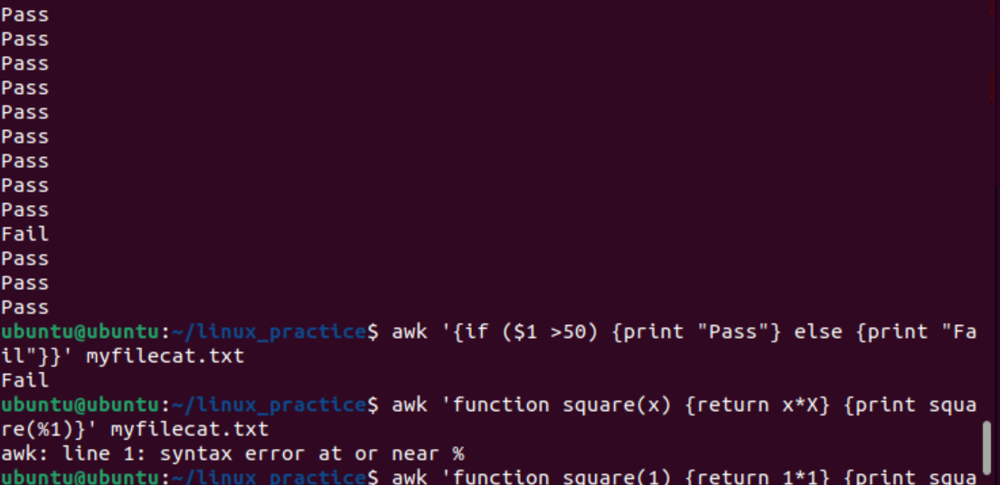 Pass
Pass
Pass
Pass
Pass
Pass
Pass
Pass
Pass
Fail
Pass
Pass
Pass
ubuntu@ubuntu:~/linux_practice$ awk '{if ($1 >50) {print "Pass"} else {print "Fa
il"}}' myfilecat.txt
Fail
ubuntu@ubuntu:~/linux_practice$ awk 'function square(x) {return x*X} {print squa
re(%1)}' myfilecat.txt
awk: line 1: syntax error at or near %
ubuntu@ubuntu:~/linux_practice$ awk 'function square(1) {return 1*1} {print squa